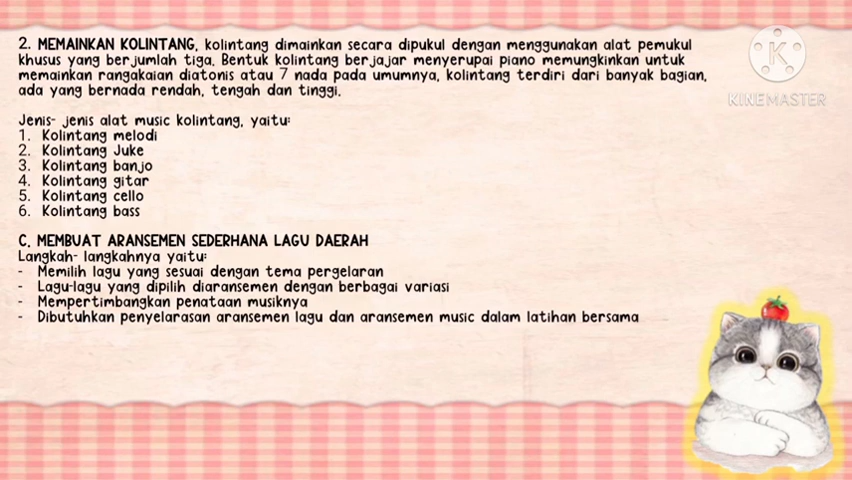 2. MEMAINKAN KOLINTANG, kolintang dimainkan secara dipukul dengan menggunakan alat pemukul
khusus yang berjumlah tiga. Bentuk kolintang berjajar menyerupai piano memungkinkan untuk
memainkan rangakaian diatonis atau 7 nada pada umumnya, kolintang terdiri dari banyak bagian,
ada yang bernada rendah, tengah dan tinggi.
Jenis- jenis alat music kolintang, yaitu:
1. Kolintang melodi
2. Kolintang Juke
3. Kolintang banjo
4. Kolintang gitar
5. Kolintang cello
6. Kolintang bass
C. MEMBUAT ARANSEMEN SEDERHANA LAGU DAERAH
Langkah- langkahnya yaitu:
- Memilih lagu yang sesuai dengan tema pergelaran
- Lagu-lagu yang dipilih diaransemen dengan berbagai variasi
- Mempertimbangkan penataan musiknya
- Dibutuhkan penyelarasan aransemen lagu dan aransemen music dalam latihan bersama
K
KINEMASTER